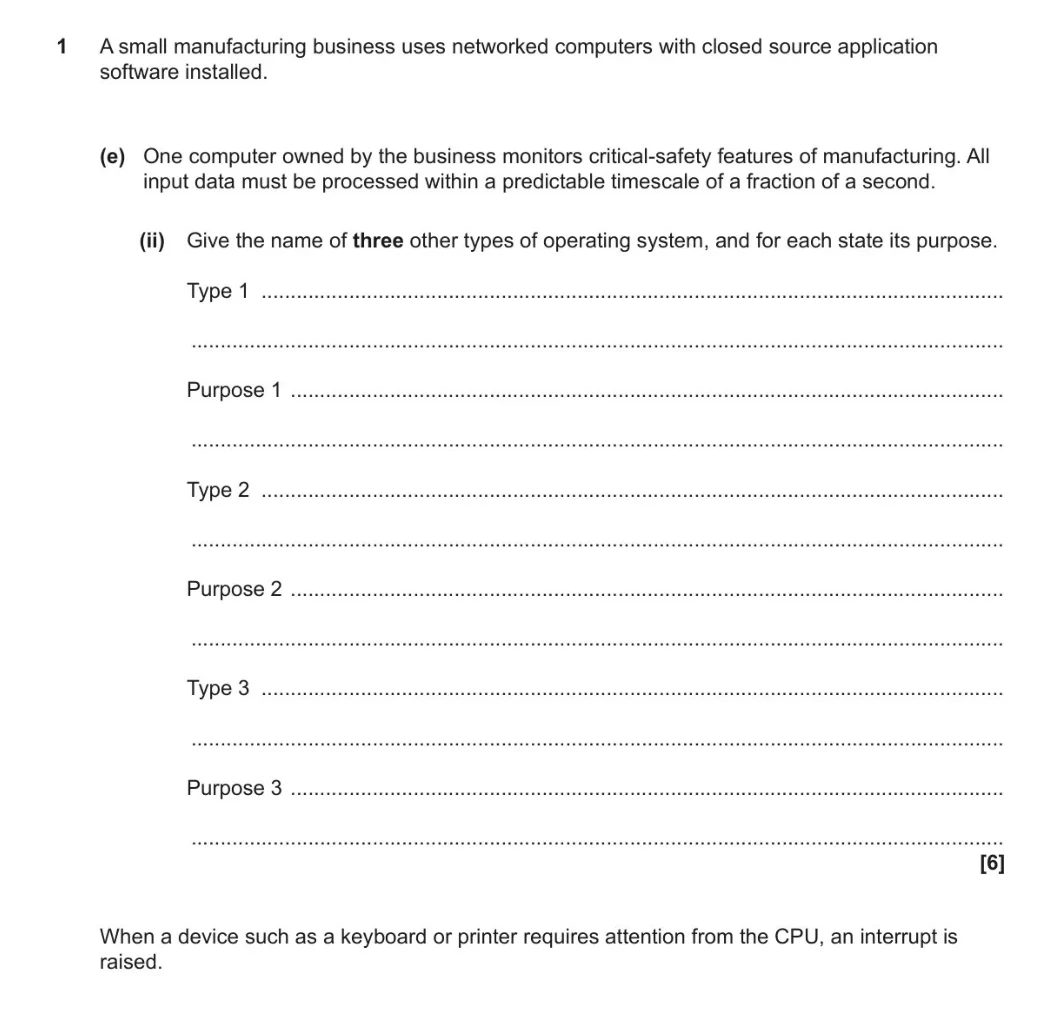 1 A small manufacturing business uses networked computers with closed source application
software installed.
(e) One computer owned by the business monitors critical-safety features of manufacturing. All
input data must be processed within a predictable timescale of a fraction of a second.
(ii) Give the name of three other types of operating system, and for each state its purpose.
Type 1 ....................................................................................................
....................................................................................................
Purpose 1 ....................................................................................................
....................................................................................................
Type 2 ....................................................................................................
....................................................................................................
Purpose 2 ....................................................................................................
....................................................................................................
Type 3 ....................................................................................................
....................................................................................................
Purpose 3 ....................................................................................................
....................................................................................................
[6]
When a device such as a keyboard or printer requires attention from the CPU, an interrupt is
raised.